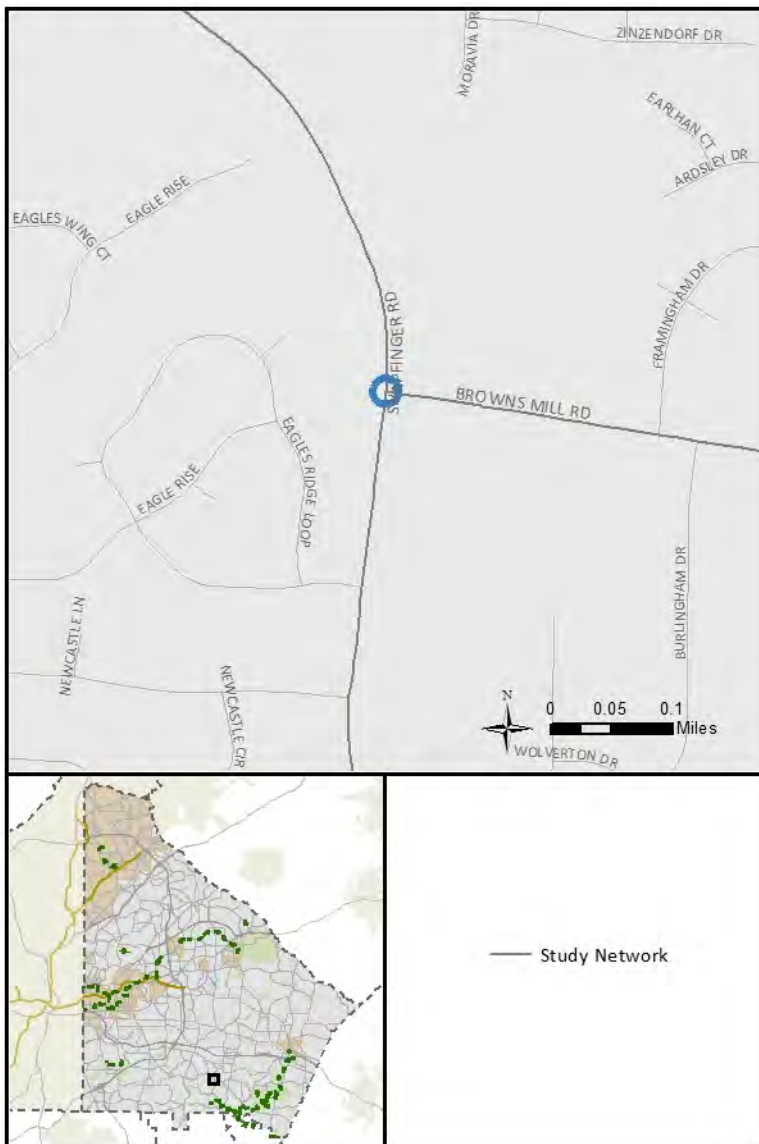 MORAVIA DR
ZINZENDORF DR
EARLHAN CT
ARDSLEY DR
EAGLES WING CT
EAGLE RISE
FRAMINGHAM DR
BROWNS MILL RD
EAGLES RIDGE LOOP
EAGLE RISE
NEWCASTLE LN
NEWCASTLE CIR
BURLINGHAM DR
N
0 0.05 0.1
Miles
WOLVERTON DR
Study Network